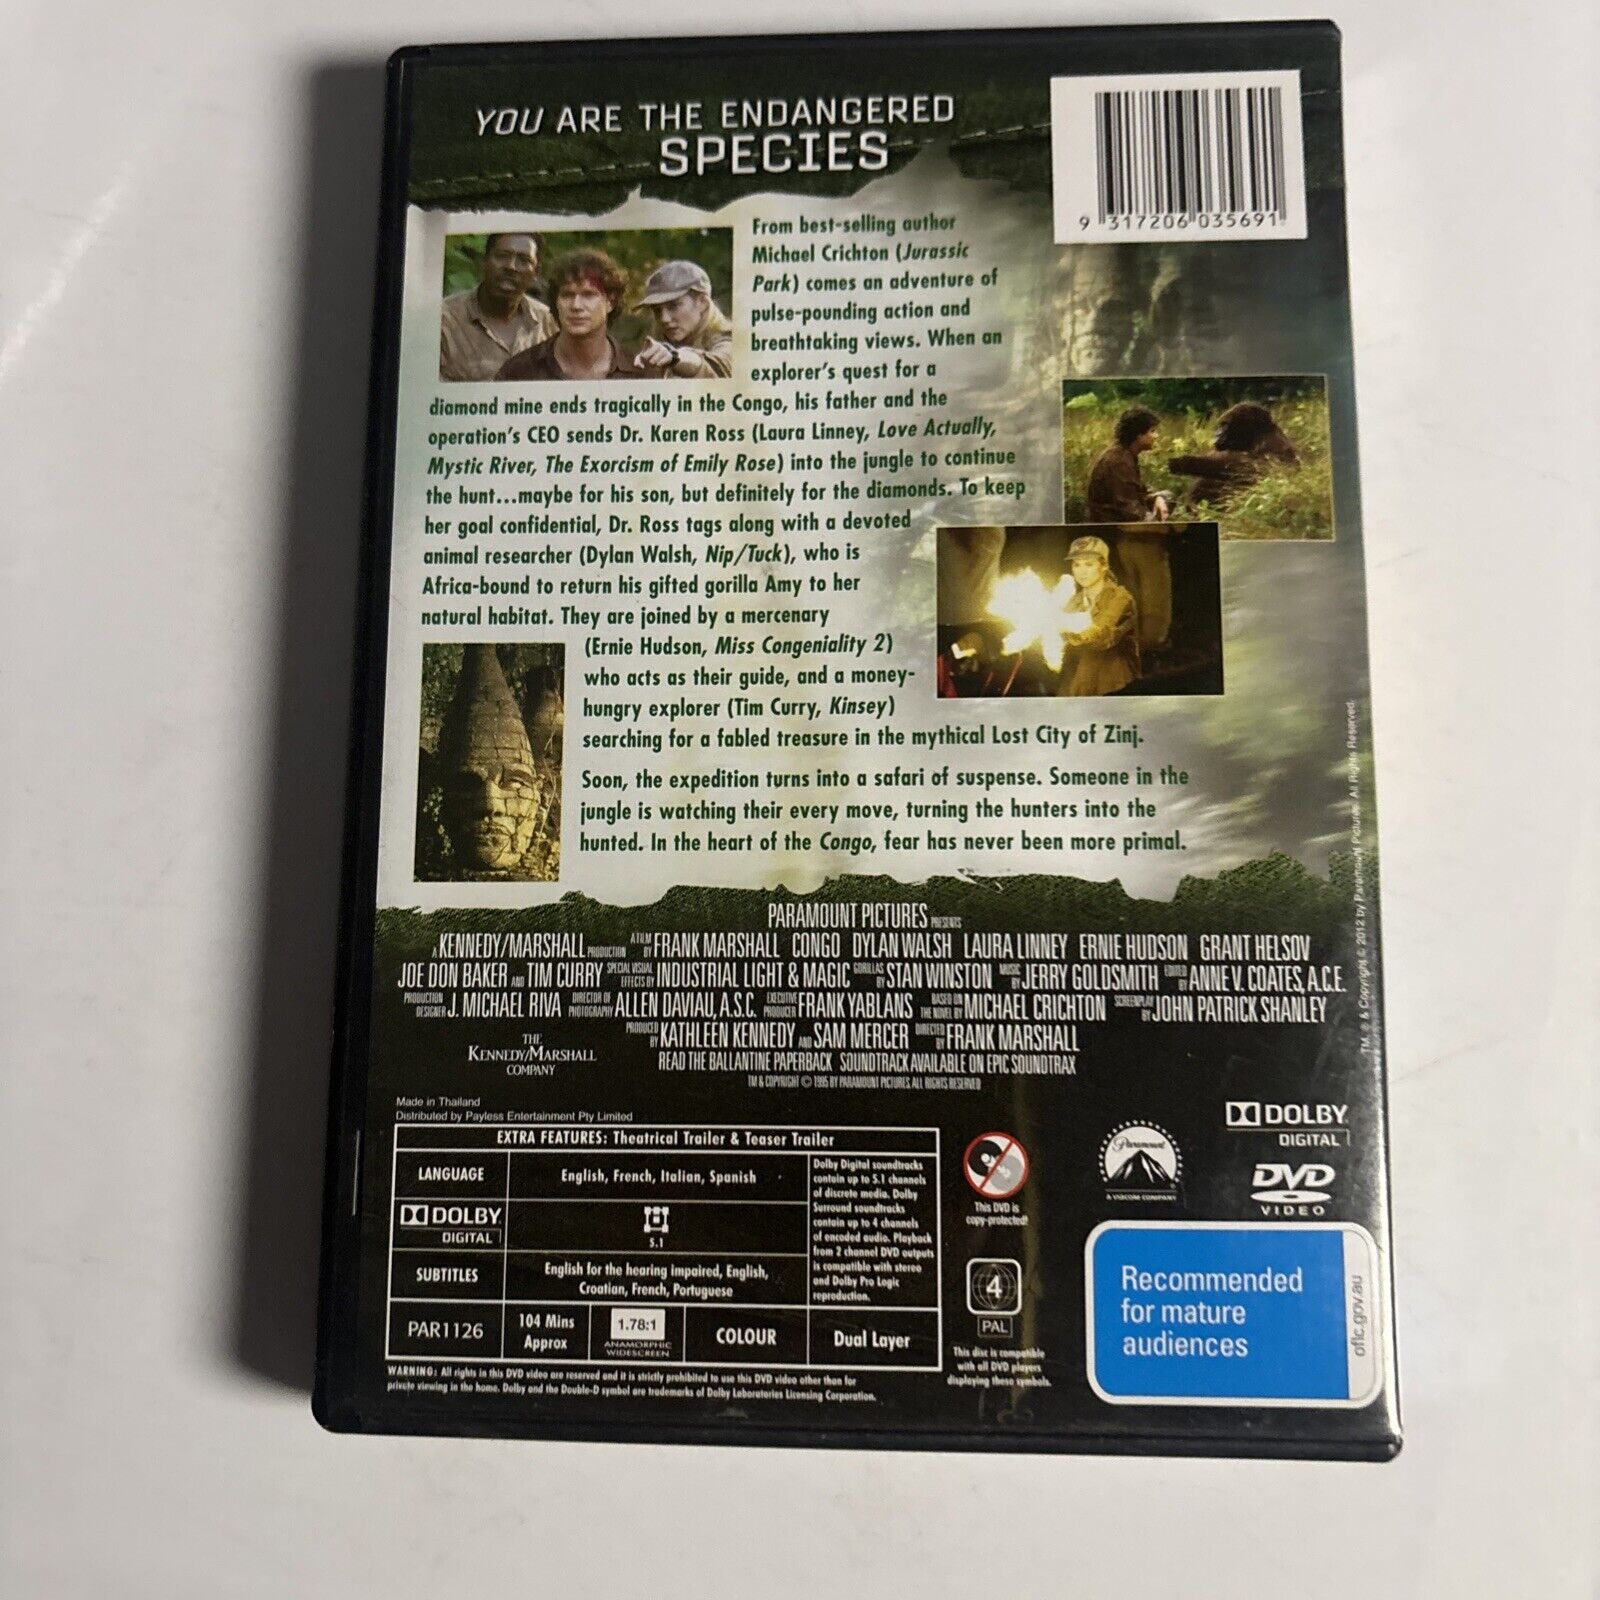 YOU ARE THE ENDANGERED
SPECIES
9 317206 035691
From best-selling author
Michael Crichton (Jurassic
Park) comes an adventure of
pulse-pounding action and
breathtaking views. When an
explorer's quest for a
diamond mine ends tragically in the Congo, his father and the
operation's CEO sends Dr. Karen Ross (Laura Linney, Love Actually,
Mystic River, The Exorcism of Emily Rose) into the jungle to continue
the hunt...maybe for his son, but definitely for the diamonds. To keep
her goal confidential, Dr. Ross tags along with a devoted
animal researcher (Dylan Walsh, Nip/Tuck), who is
Africa-bound to return his gifted gorilla Amy to her
natural habitat. They are joined by a mercenary
(Ernie Hudson, Miss Congeniality 2)
who acts as their guide, and a money-
hungry explorer (Tim Curry, Kinsey)
searching for a fabled treasure in the mythical Lost City of Zinj.
Soon, the expedition turns into a safari of suspense. Someone in the
jungle is watching their every move, turning the hunters into the
hunted. In the heart of the Congo, fear has never been more primal.
TM, ® & Copyright © 2012 by Paramount Pictures. All Rights Reserved.
PARAMOUNT PICTURES PRESENTS
A KENNEDY/MARSHALL PRODUCTION A FILM BY FRANK MARSHALL CONGO DYLAN WALSH LAURA LINNEY ERNIE HUDSON GRANT HELSOV
JOE DON BAKER AND TIM CURRY SPECIAL VISUAL EFFECTS BY INDUSTRIAL LIGHT & MAGIC GORILLAS BY STAN WINSTON MUSIC BY JERRY GOLDSMITH EDITED BY ANNE V. COATES, A.C.E.
PRODUCTION DESIGNER J. MICHAEL RIVA DIRECTOR OF PHOTOGRAPHY ALLEN DAVIAU, A.S.C. EXECUTIVE PRODUCER FRANK YABLANS BASED ON THE NOVEL BY MICHAEL CRICHTON SCREENPLAY BY JOHN PATRICK SHANLEY
PRODUCED BY KATHLEEN KENNEDY AND SAM MERCER DIRECTED BY FRANK MARSHALL
THE
KENNEDY/MARSHALL
COMPANY
READ THE BALLANTINE PAPERBACK SOUNDTRACK AVAILABLE ON EPIC SOUNDTRAX
TM & COPYRIGHT © 1995 BY PARAMOUNT PICTURES. ALL RIGHTS RESERVED
Made in Thailand
Distributed by Payless Entertainment Pty Limited
EXTRA FEATURES: Theatrical Trailer & Teaser Trailer
LANGUAGE
English, French, Italian, Spanish
DOLBY
DIGITAL
5.1
SUBTITLES
English for the hearing impaired, English,
Croatian, French, Portuguese
Dolby Digital soundtracks
contain up to 5.1 channels
of discrete media. Dolby
Surround soundtracks
contain up to 4 channels
of encoded audio. Playback
from 2 channel DVD outputs
is compatible with stereo
and Dolby Pro Logic
reproduction.
PAR1126
104 Mins
Approx
1.78:1
ANAMORPHIC
WIDESCREEN
COLOUR
Dual Layer
WARNING: All rights in this DVD video are reserved and it is strictly prohibited to use this DVD video other than for
private viewing in the home. Dolby and the Double-D symbol are trademarks of Dolby Laboratories Licensing Corporation.
This DVD is
copy-protected!
4
PAL
This disc is compatible
with all DVD players
displaying these symbols.
Paramount
A VIACOM COMPANY
DOLBY
DIGITAL
DVD
VIDEO
Recommended
for mature
audiences
oflc.gov.au